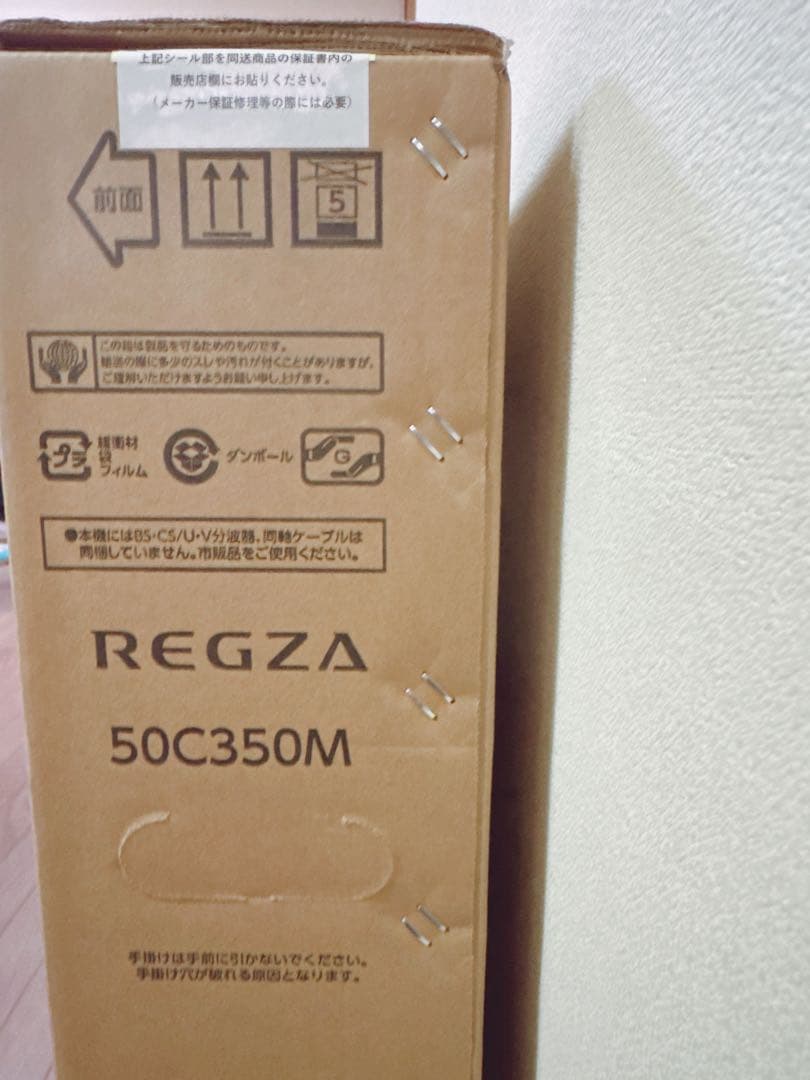 上記シール部を同送商品の保証書内の
販売店欄にお貼りください。
（メーカー保証修理等の際には必要）
前面
5
この箱は製品を守るためのものです。
輸送の際に多少のスレや汚れが付くことがありますが、
ご理解いただけますようお願い申し上げます。
プラ
緩衝材
袋
フィルム
ダンボール
G
●本機にはBS・CS/U・V分波器、同軸ケーブルは
同梱していません。市販品をご使用ください。
REGZA
50C350M
手掛けは手前に引かないでください。
手掛け穴が破れる原因となります。